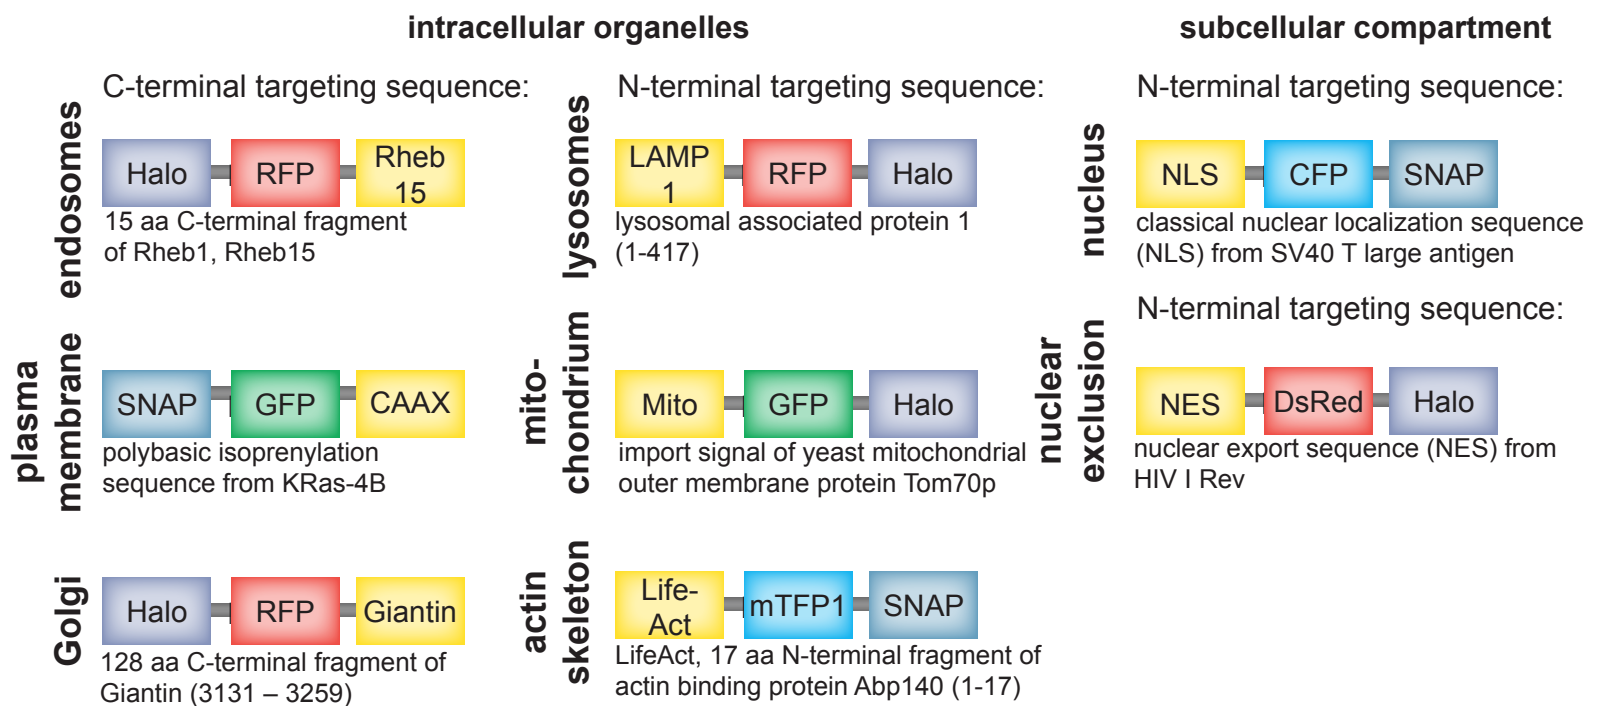 intracellular organelles
subcellular compartment
C-terminal targeting sequence:
endosomes
Halo
RFP
Rheb
15
15 aa C-terminal fragment
of Rheb1, Rheb15
plasma
membrane
SNAP
GFP
CAAX
polybasic isoprenylation
sequence from KRas-4B
Golgi
Halo
RFP
Giantin
128 aa C-terminal fragment of
Giantin (3131 – 3259)
N-terminal targeting sequence:
lysosomes
LAMP
1
RFP
Halo
lysosomal associated protein 1
(1-417)
mito-
chondrium
Mito
GFP
Halo
import signal of yeast mitochondrial
outer membrane protein Tom70p
actin
skeleton
Life-
Act
mTFP1
SNAP
LifeAct, 17 aa N-terminal fragment of
actin binding protein Abp140 (1-17)
N-terminal targeting sequence:
nucleus
NLS
CFP
SNAP
classical nuclear localization sequence
(NLS) from SV40 T large antigen
N-terminal targeting sequence:
nuclear
exclusion
NES
DsRed
Halo
nuclear export sequence (NES) from
HIV I Rev